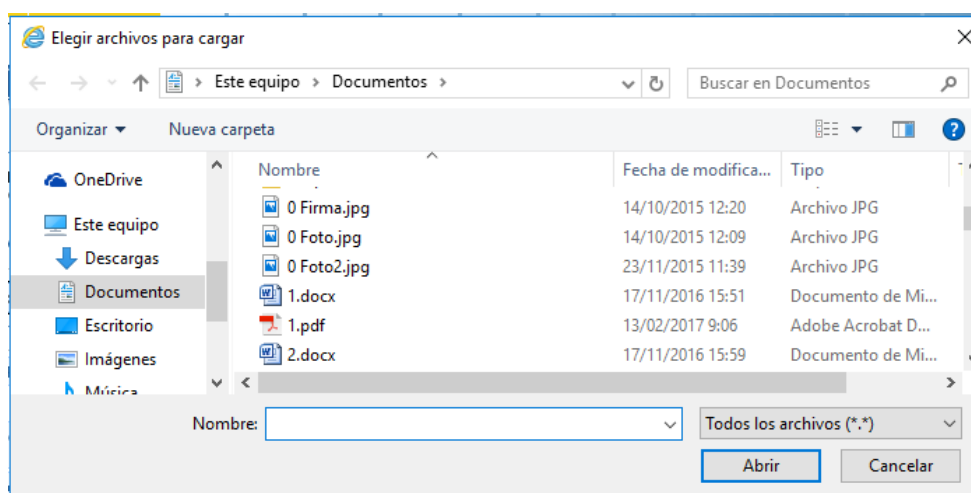 Elegir archivos para cargar
Este equipo > Documentos >
Buscar en Documentos
Organizar
Nueva carpeta
Nombre
Fecha de modifica...
Tipo
OneDrive
Este equipo
Descargas
Documentos
Escritorio
Imágenes
Música
0 Firma.jpg 14/10/2015 12:20 Archivo JPG
0 Foto.jpg 14/10/2015 12:09 Archivo JPG
0 Foto2.jpg 23/11/2015 11:39 Archivo JPG
1.docx 17/11/2016 15:51 Documento de Mi...
1.pdf 13/02/2017 9:06 Adobe Acrobat D...
2.docx 17/11/2016 15:59 Documento de Mi...
Nombre:
Todos los archivos (*.*)
Abrir
Cancelar